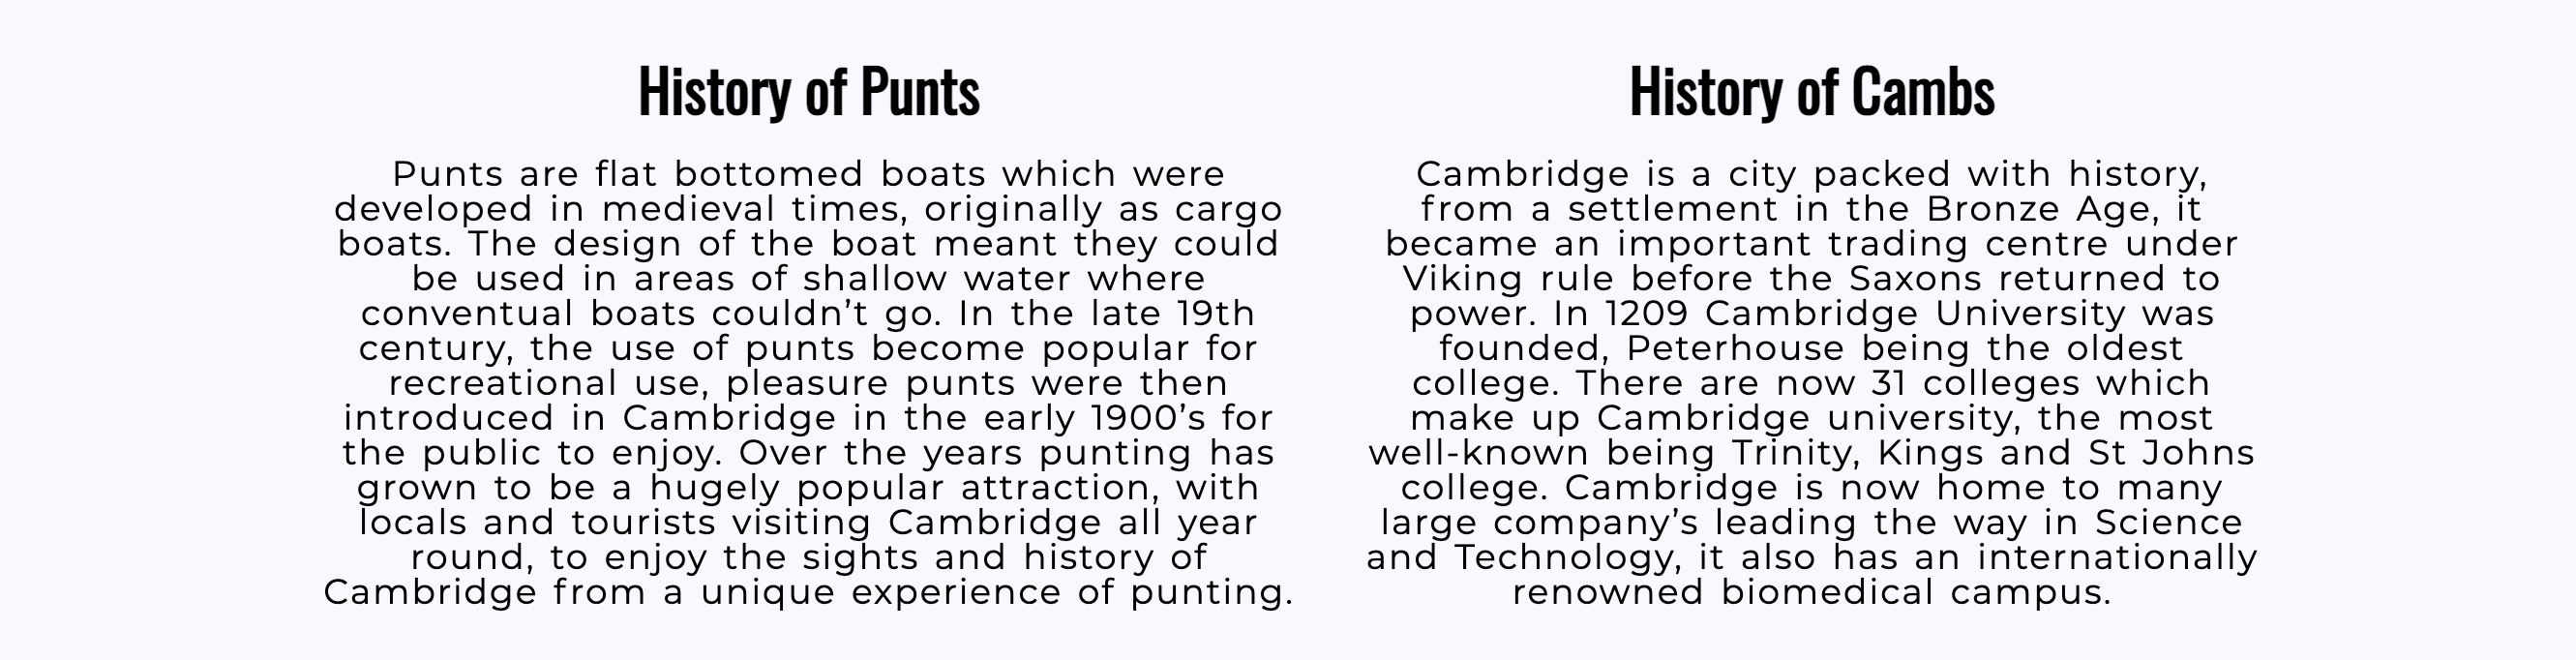 History of Punts
Punts are flat bottomed boats which were
developed in medieval times, originally as cargo
boats. The design of the boat meant they could
be used in areas of shallow water where
conventual boats couldn’t go. In the late 19th
century, the use of punts become popular for
recreational use, pleasure punts were then
introduced in Cambridge in the early 1900’s for
the public to enjoy. Over the years punting has
grown to be a hugely popular attraction, with
locals and tourists visiting Cambridge all year
round, to enjoy the sights and history of
Cambridge from a unique experience of punting.
History of Cambs
Cambridge is a city packed with history,
from a settlement in the Bronze Age, it
became an important trading centre under
Viking rule before the Saxons returned to
power. In 1209 Cambridge University was
founded, Peterhouse being the oldest
college. There are now 31 colleges which
make up Cambridge university, the most
well-known being Trinity, Kings and St Johns
college. Cambridge is now home to many
large company’s leading the way in Science
and Technology, it also has an internationally
renowned biomedical campus.